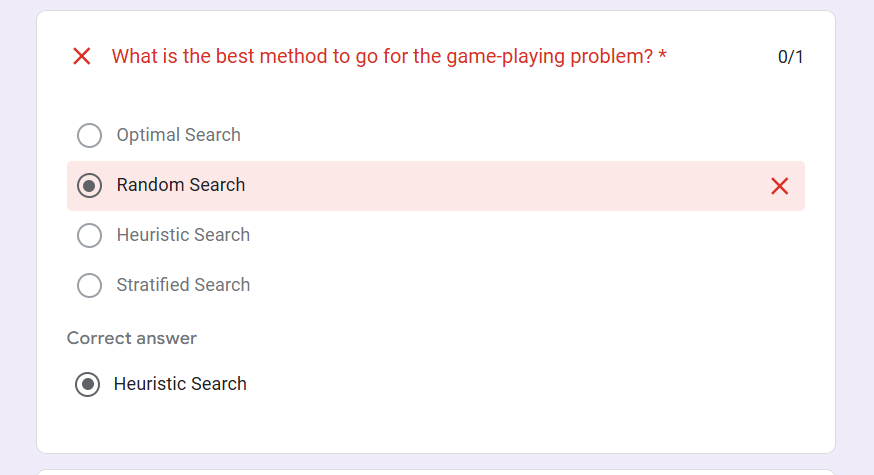 What is the best method to go for the game-playing problem? *
0/1
Optimal Search
Random Search
Heuristic Search
Stratified Search
Correct answer
Heuristic Search